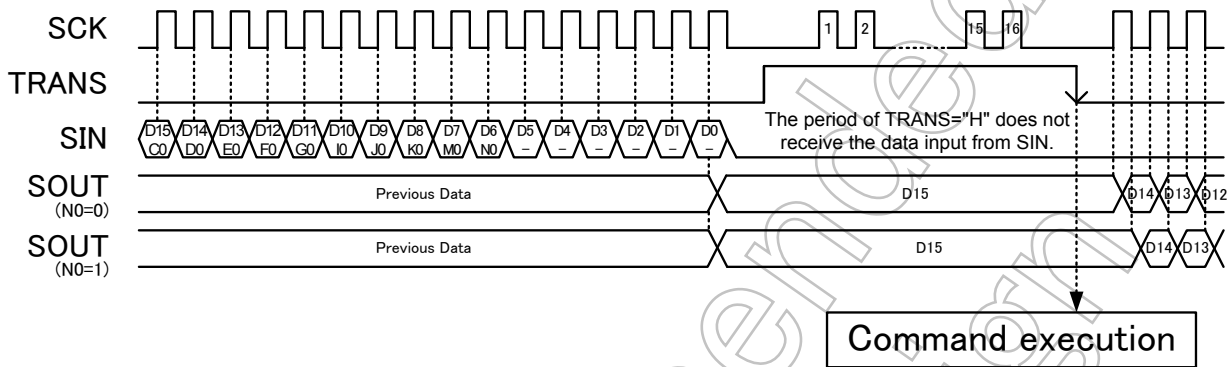 SCK 1 2 15 16
TRANS
SIN D15 D14 D13 D12 D11 D10 D9 D8 D7 D6 D5 D4 D3 D2 D1 D0
C0 D0 E0 F0 G0 I0 J0 K0 M0 N0 - - - - - -
The period of TRANS="H" does not
receive the data input from SIN.
SOUT Previous Data D15 D14 D13 D12
(N0=0)
SOUT Previous Data D15 D14 D13
(N0=1)
Command execution